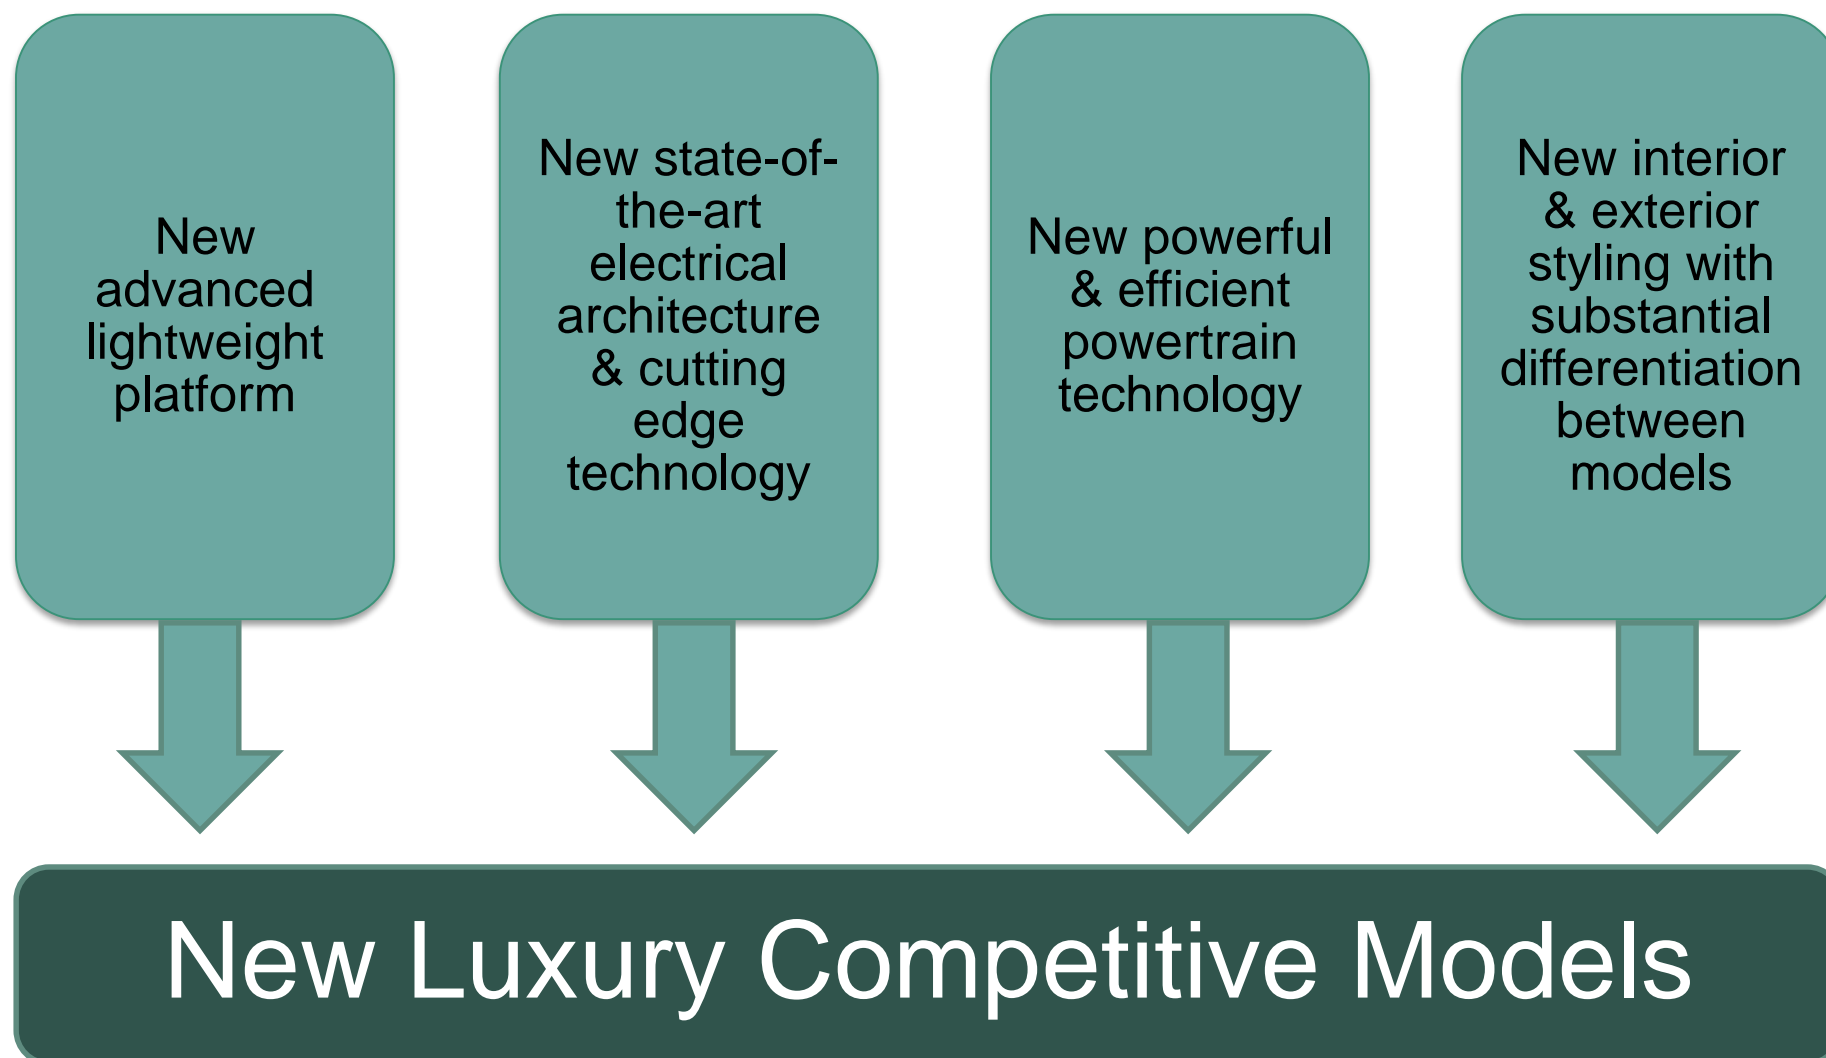 New
advanced
lightweight
platform
New state-of-
the-art
electrical
architecture
& cutting
edge
technology
New powerful
& efficient
powertrain
technology
New interior
& exterior
styling with
substantial
differentiation
between
models
New Luxury Competitive Models